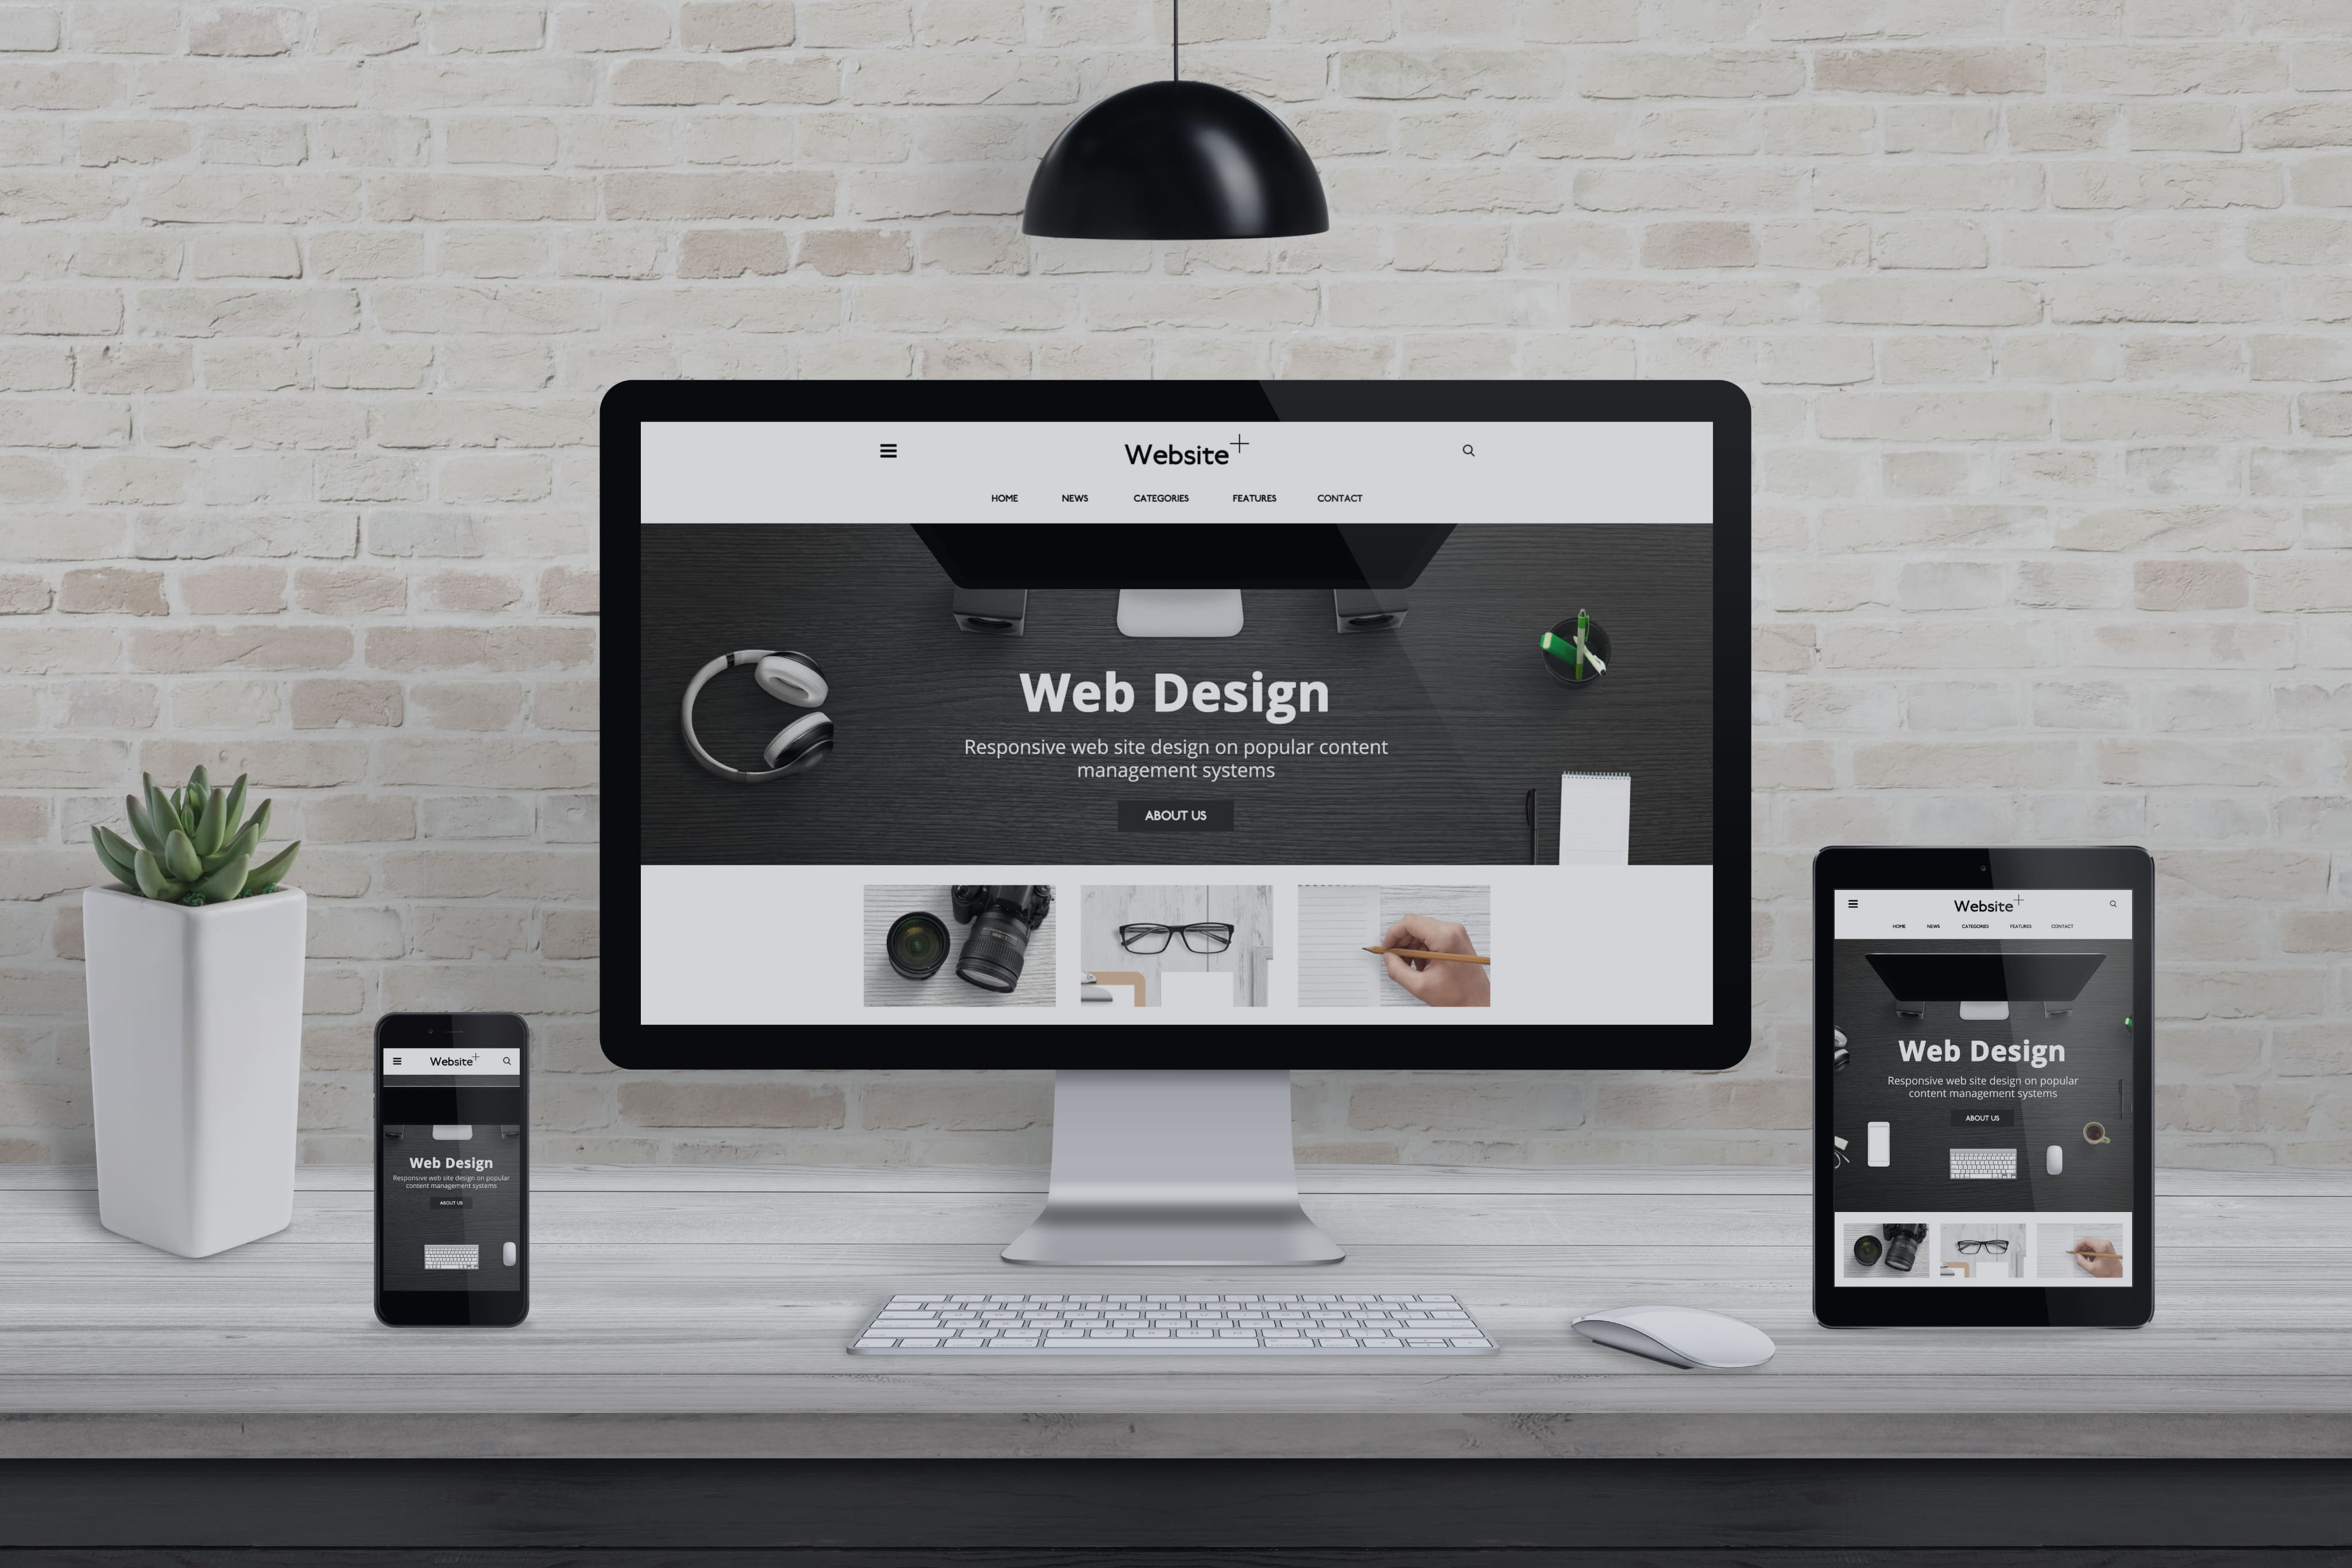 Website+
HOME NEWS CATEGORIES FEATURES CONTACT
Web Design
Responsive web site design on popular content
management systems
ABOUT US
Website+
Web Design
Responsive web site design on popular
content management systems
ABOUT US
Website+
HOME NEWS CATEGORIES FEATURES CONTACT
Web Design
Responsive web site design on popular
content management systems
ABOUT US